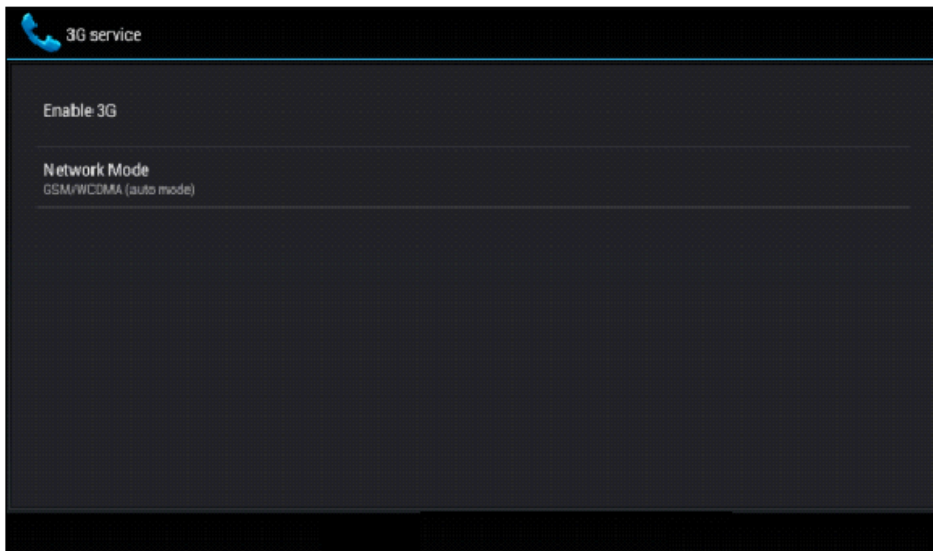 3G service
Enable 3G
Network Mode
GSM/WCDMA (auto mode)